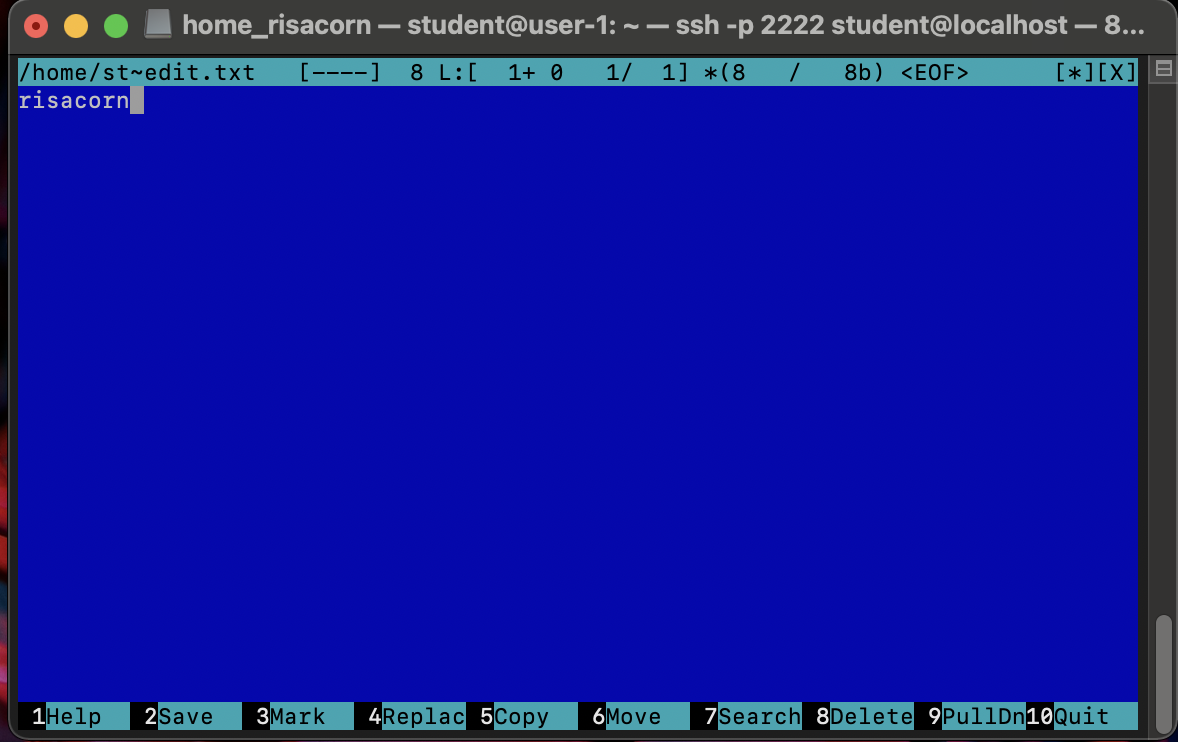 home_risacorn — student@user-1: ~ — ssh -p 2222 student@localhost — 8...
/home/st~edit.txt [----] 8 L:[ 1+ 0 1/ 1] *(8 / 8b) <EOF> [*][X]
risacorn
1Help 2Save 3Mark 4Replac 5Copy 6Move 7Search 8Delete 9PullDn 10Quit